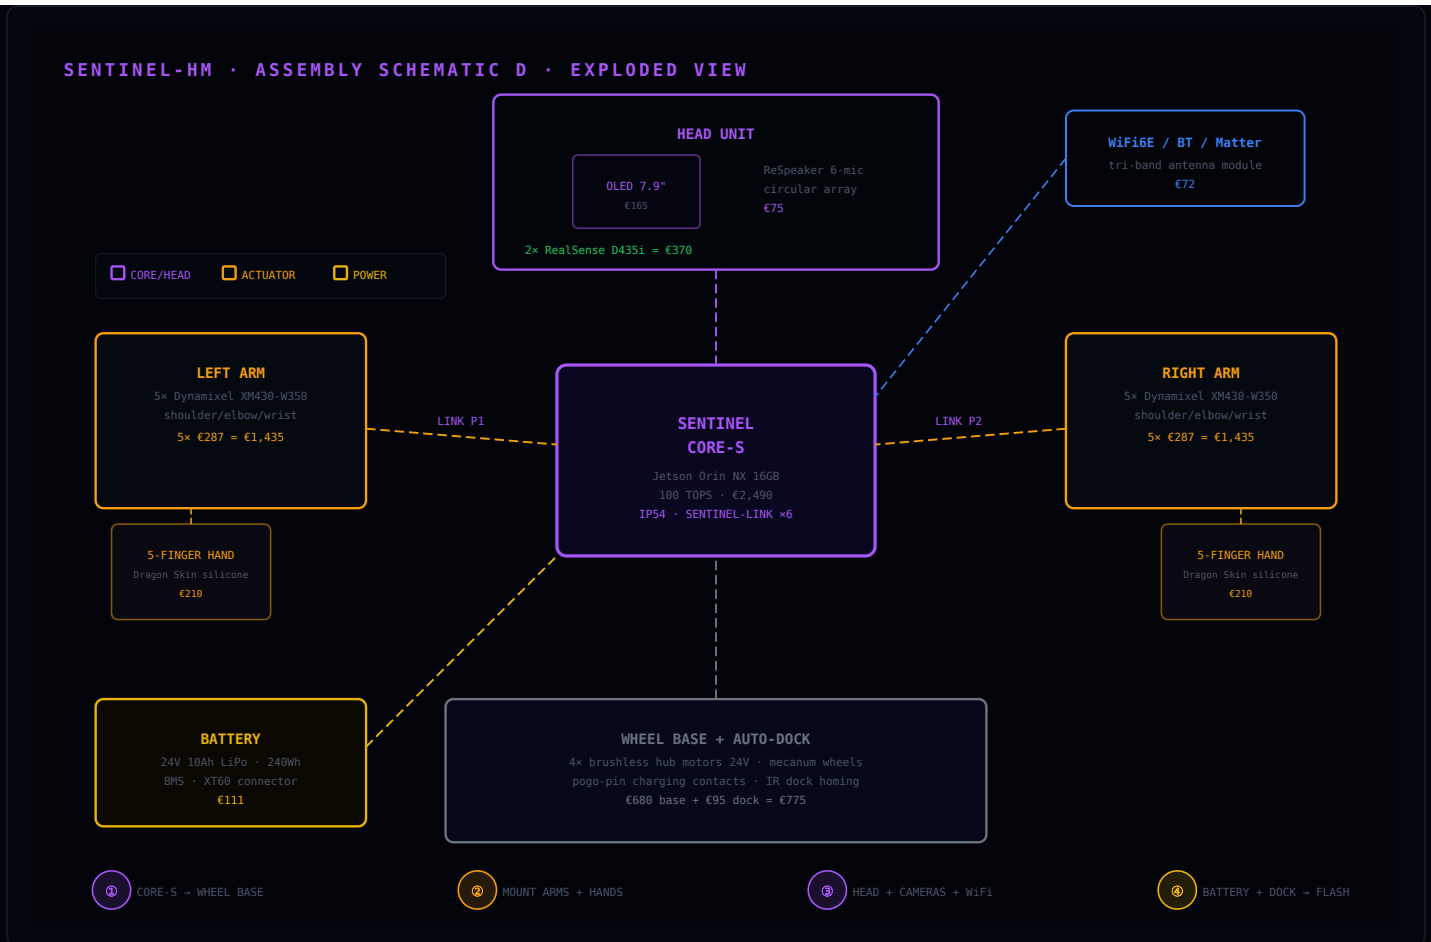 SENTINEL-HM · ASSEMBLY SCHEMATIC D · EXPLODED VIEW
HEAD UNIT
OLED 7.9"
€165
ReSpeaker 6-mic
circular array
€75
2× RealSense D435i = €370
WiFi6E / BT / Matter
tri-band antenna module
€72
CORE/HEAD
ACTUATOR
POWER
LEFT ARM
5× Dynamixel XM430-W350
shoulder/elbow/wrist
5× €287 = €1,435
LINK P1
SENTINEL
CORE-S
Jetson Orin NX 16GB
100 TOPS · €2,490
IP54 · SENTINEL-LINK ×6
LINK P2
RIGHT ARM
5× Dynamixel XM430-W350
shoulder/elbow/wrist
5× €287 = €1,435
5-FINGER HAND
Dragon Skin silicone
€210
5-FINGER HAND
Dragon Skin silicone
€210
BATTERY
24V 10Ah LiPo · 240Wh
BMS · XT60 connector
€111
WHEEL BASE + AUTO-DOCK
4× brushless hub motors 24V · mecanum wheels
pogo-pin charging contacts · IR dock homing
€680 base + €95 dock = €775
① CORE-S → WHEEL BASE
② MOUNT ARMS + HANDS
③ HEAD + CAMERAS + WiFi
④ BATTERY + DOCK → FLASH